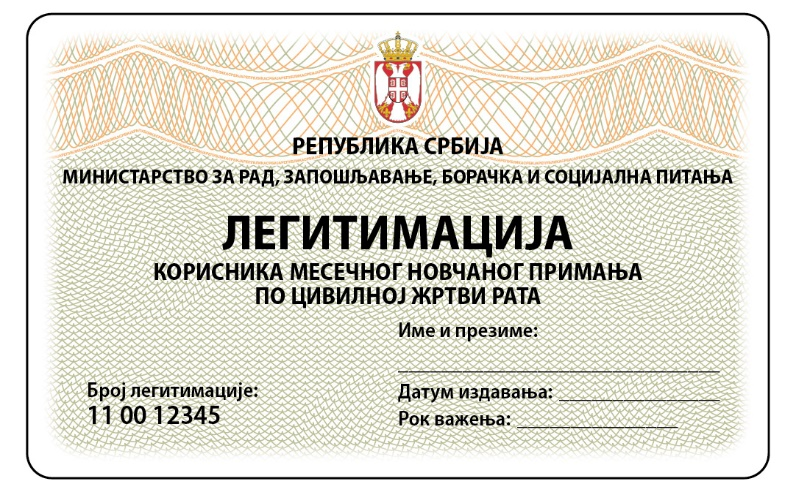 РЕПУБЛИКА СРБИЈА
МИНИСТАРСТВО ЗА РАД, ЗАПОШЉАВАЊЕ, БОРАЧКА И СОЦИЈАЛНА ПИТАЊА
ЛЕГИТИМАЦИЈА
КОРИСНИКА МЕСЕЧНОГ НОВЧАНОГ ПРИМАЊА
ПО ЦИВИЛНОЈ ЖРТВИ РАТА
Име и презиме:
Број легитимације:
11 00 12345
Датум издавања:
Рок важења: